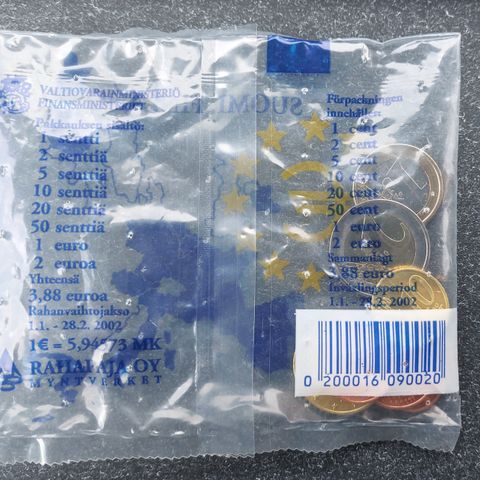 VALTIOVARAINMINISTERIÖ
FINANSMINISTERIET
Pakkauksen sisältö:
1 sentti
2 senttiä
5 senttiä
10 senttiä
20 senttiä
50 senttiä
1 euro
2 euroa
Yhteensä
3,88 euroa
Rahanvaihtojakso
1.1. - 28.2. 2002
1€ = 5,94573 MK
RAHAPAJA OY
MYNTVERKET
SUOMI
Förpackningen
innehåller:
1 cent
2 cent
5 cent
10 cent
20 cent
50 cent
1 euro
2 euro
Sammanlagt
3,88 euro
Inväxlingsperiod
1.1. - 28.2. 2002
0 200016 090020